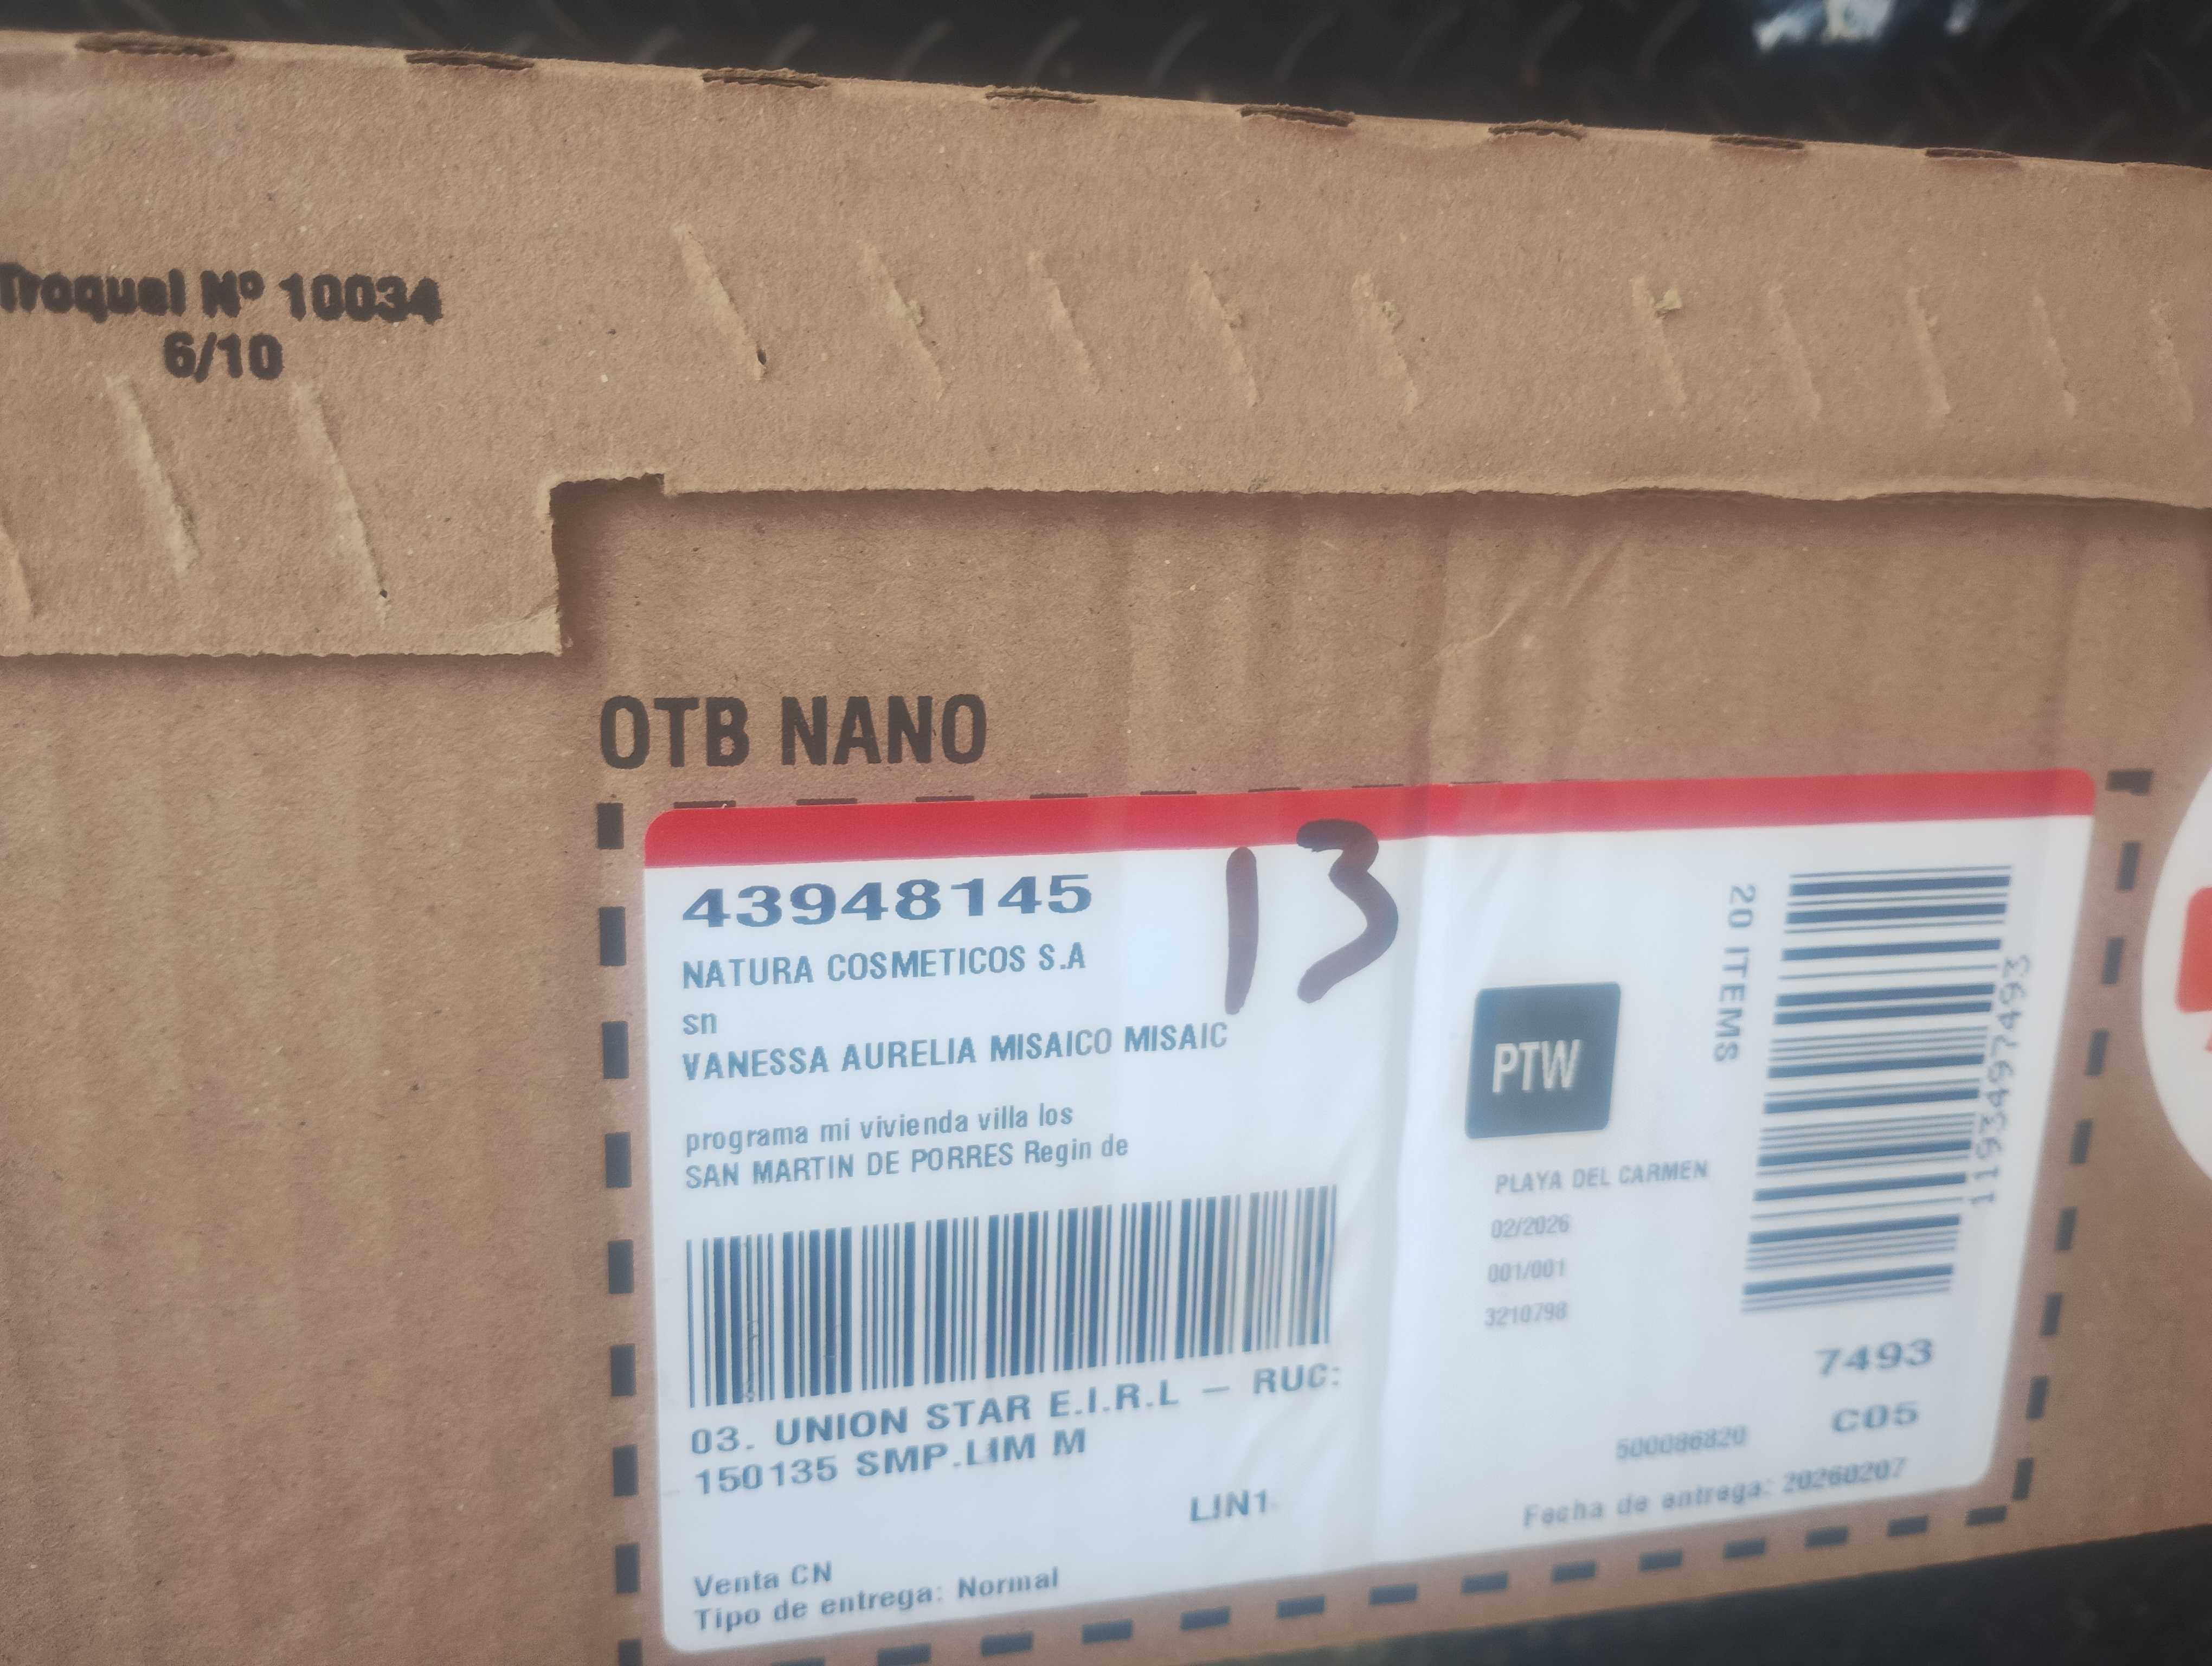 Troquel Nº 10034
6/10
OTB NANO
13
43948145
NATURA COSMETICOS S.A
sn
VANESSA AURELIA MISAICO MISAIC
programa mi vivienda villa los
SAN MARTIN DE PORRES Regin de
03. UNION STAR E.I.R.L – RUC:
150135 SMP.LIM M
LIN1
Venta CN
Tipo de entrega: Normal
PTW
PLAYA DEL CARMEN
02/2026
001/001
3210798
20 ITEMS
119349497493
7493
C05
500086820
Fecha de entrega: 20260207